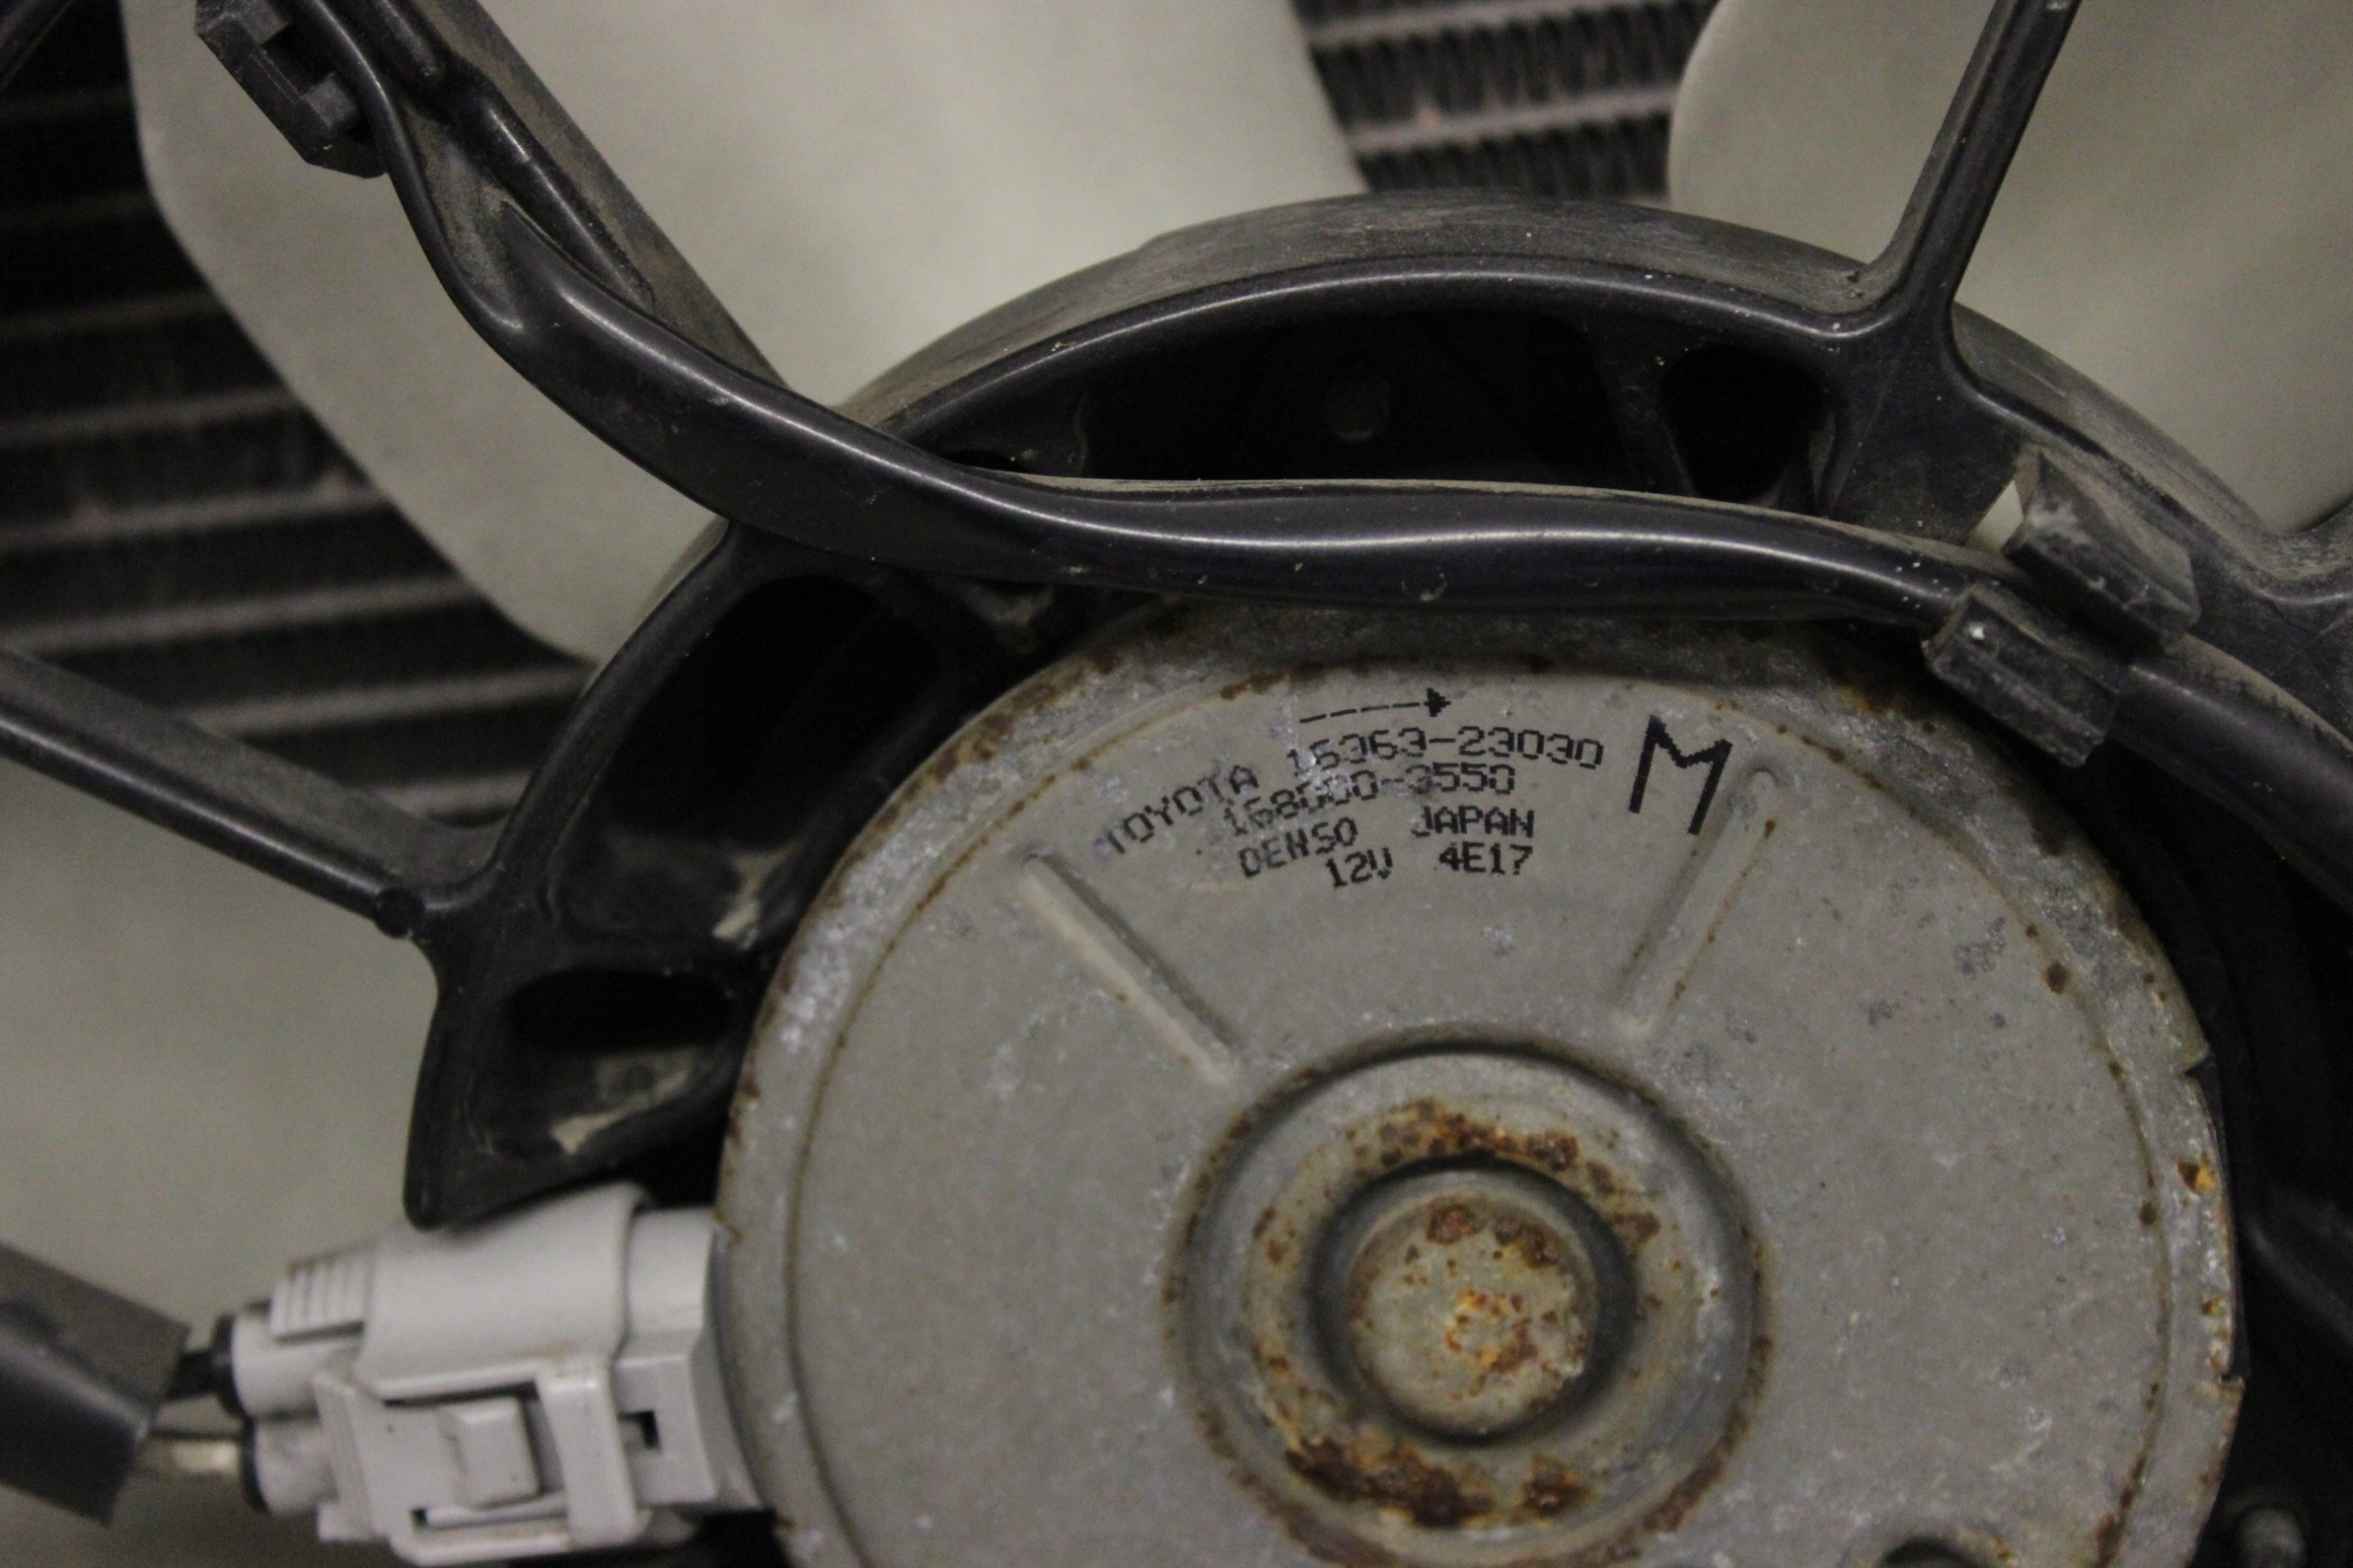 TOYOTA 16363-23030
168000-3550
DENSO JAPAN
12V 4E17
M